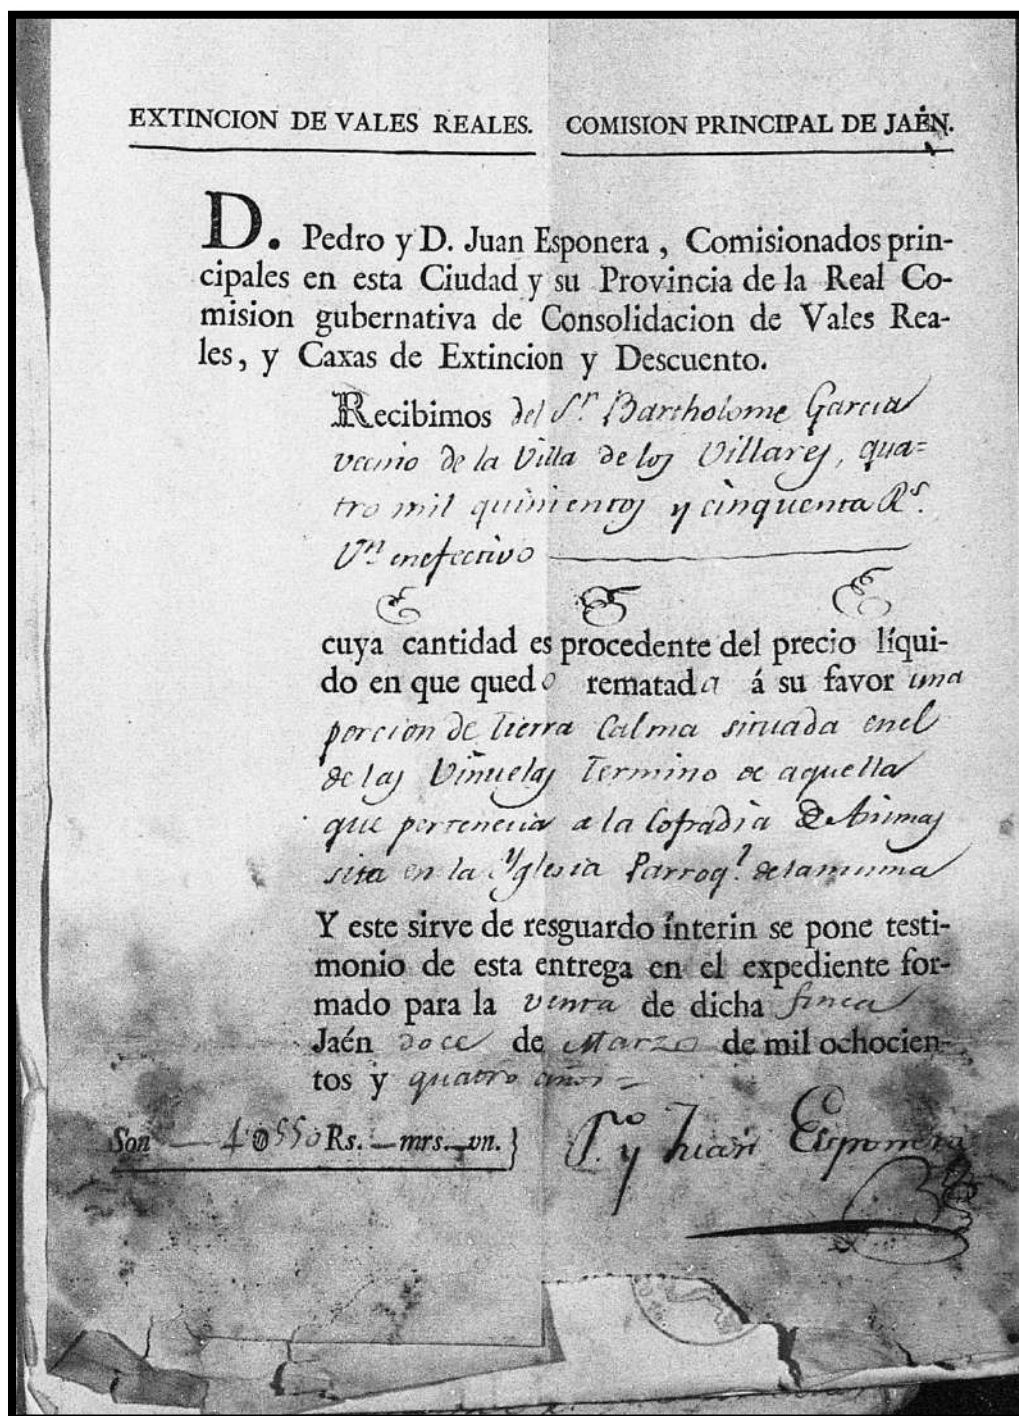 EXTINCION DE VALES REALES. COMISION PRINCIPAL DE JAÉN.
D. Pedro y D. Juan Esponera, Comisionados prin-
cipales en esta Ciudad y su Provincia de la Real Co-
mision gubernativa de Consolidacion de Vales Rea-
les, y Caxas de Extincion y Descuento.
Recibimos del Sr. Bartholome Garcia
vecino de la Villa de los Villares, qua=
tro mil quinientos y cinquenta Rs.
Vn en efectivo
cuya cantidad es procedente del precio líqui-
do en que quedo rematada á su favor una
porcion de tierra Calma situada en el
de las Viñuelas termino de aquella
que pertenecia a la Cofradia de Animas
sita en la Yglesia Parroql. de la misma
Y este sirve de resguardo ínterin se pone testi-
monio de esta entrega en el expediente for-
mado para la venta de dicha finca
Jaén doce de Marzo de mil ochocien-
tos y quatro años=
Son — 4@550 Rs. — mrs. vn. } P.o y Juan Esponera